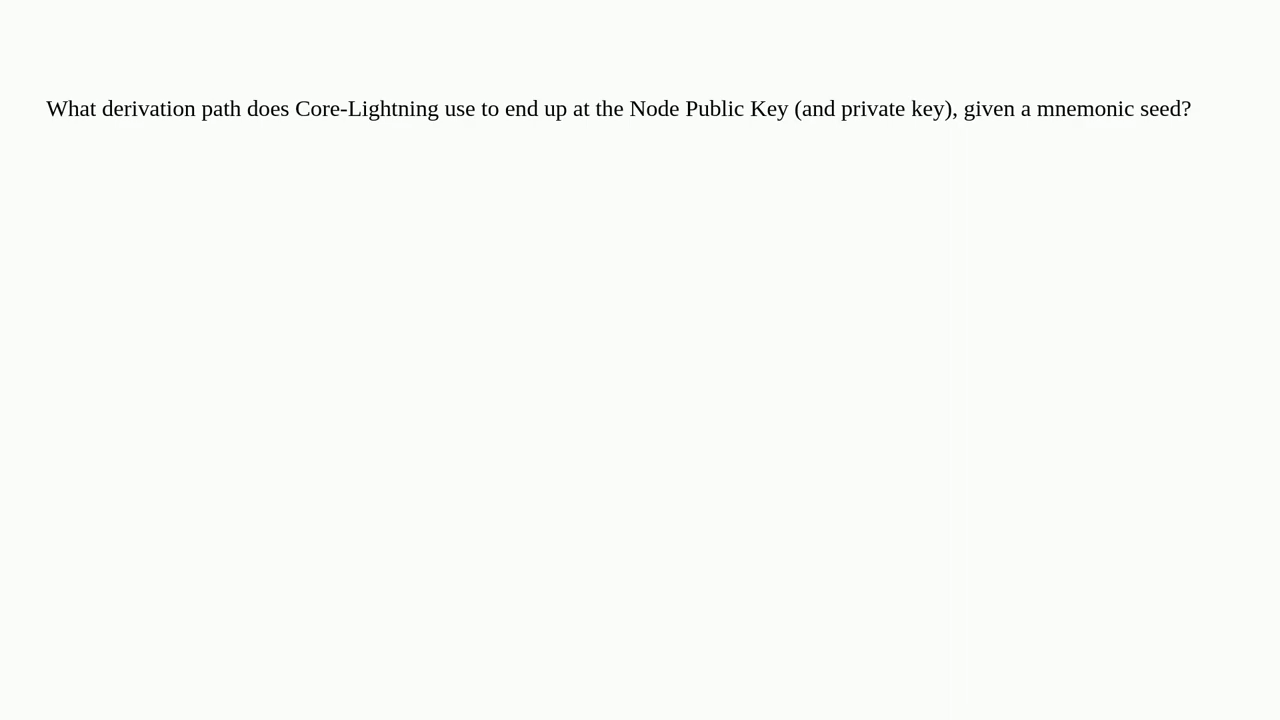 What derivation path does Core-Lightning use to end up at the Node Public Key (and private key), given a mnemonic seed?